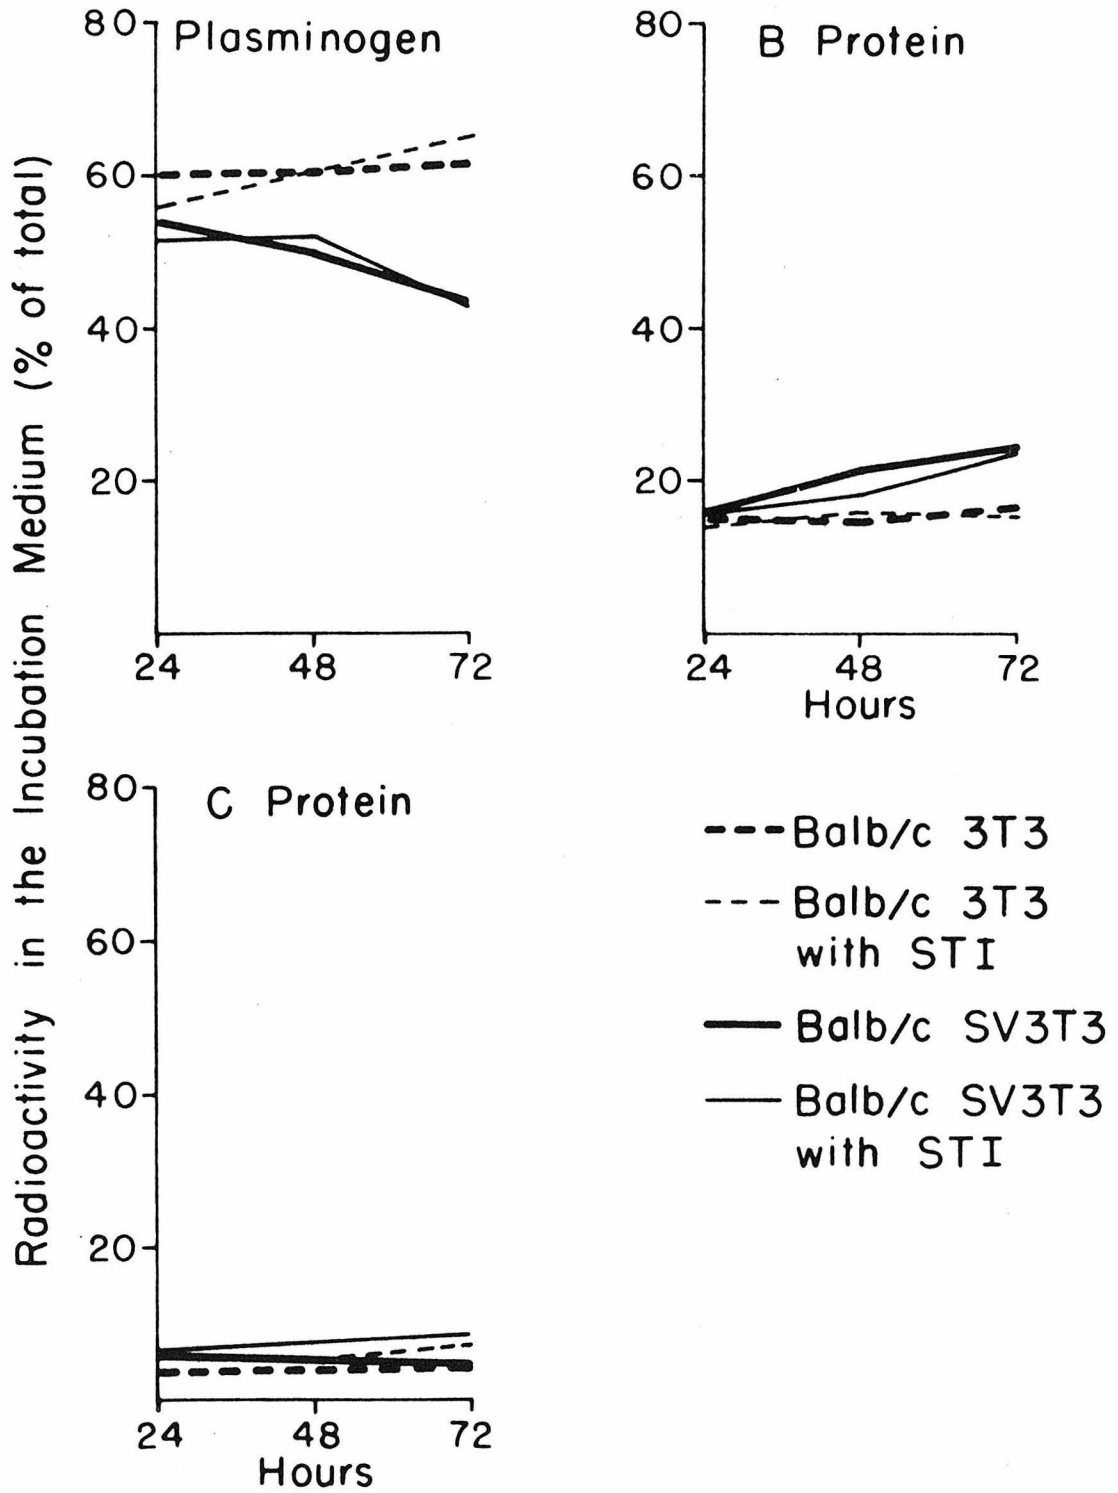 Radioactivity in the Incubation Medium (% of total)
Plasminogen
80
60
40
20
24 48 72
B Protein
80
60
40
20
24 48 72
Hours
C Protein
80
60
40
20
24 48 72
Hours
Balb/c 3T3
Balb/c 3T3
with STI
Balb/c SV3T3
Balb/c SV3T3
with STI